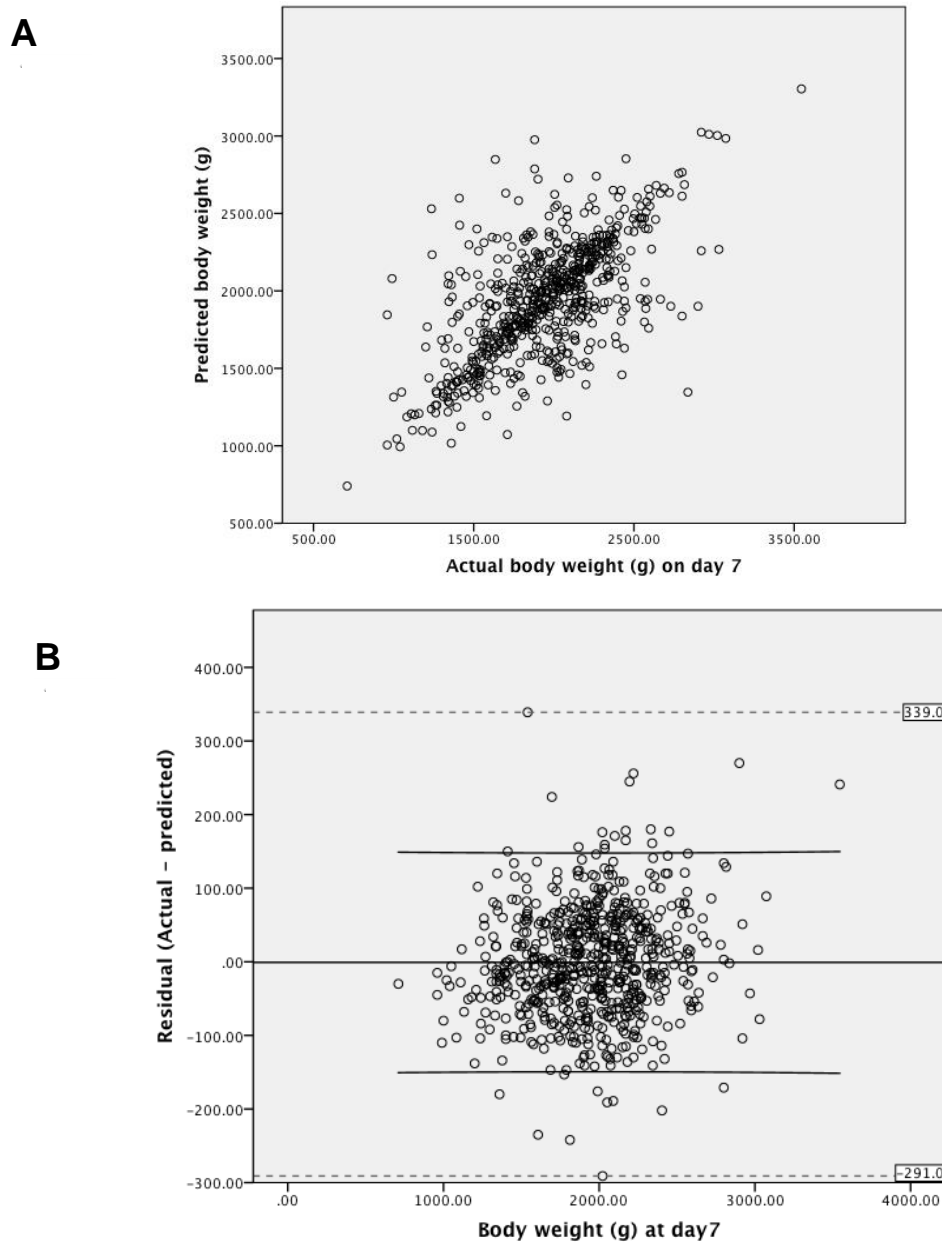 A
3500.00
3000.00
2500.00
2000.00
1500.00
1000.00
500.00
Predicted body weight (g)
500.00 1500.00 2500.00 3500.00
Actual body weight (g) on day 7
B
400.00
300.00
200.00
100.00
.00
-100.00
-200.00
-300.00
Residual (Actual - predicted)
339.0
-291.0
.00 1000.00 2000.00 3000.00 4000.00
Body weight (g) at day7